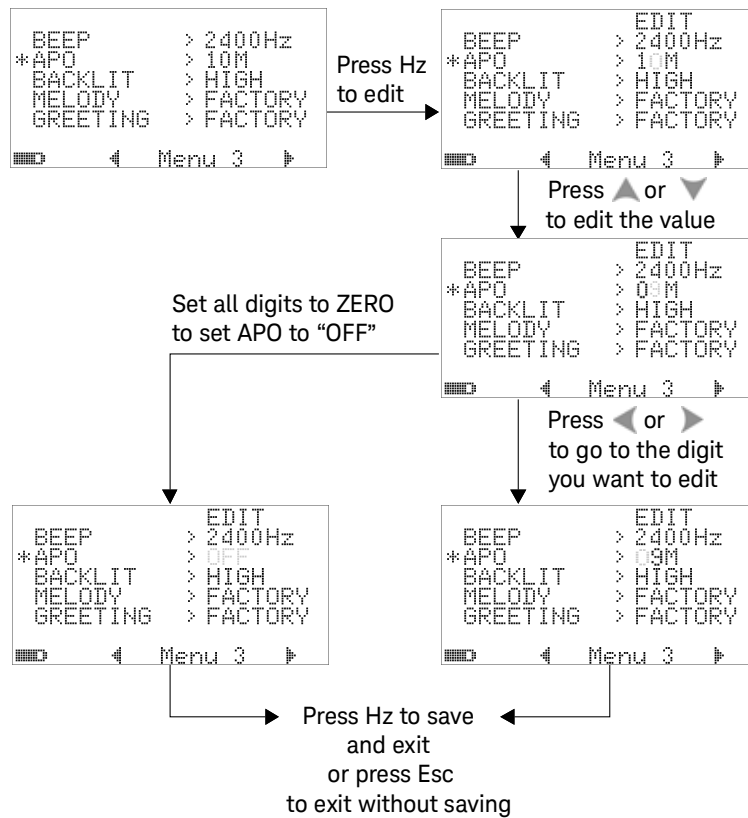 BEEP > 2400Hz
*APO > 10M
BACKLIT > HIGH
MELODY > FACTORY
GREETING > FACTORY
Menu 3
Press Hz
to edit
EDIT
BEEP > 2400Hz
*APO > 10M
BACKLIT > HIGH
MELODY > FACTORY
GREETING > FACTORY
Menu 3
Press ▲ or ▼
to edit the value
EDIT
BEEP > 2400Hz
*APO > 09M
BACKLIT > HIGH
MELODY > FACTORY
GREETING > FACTORY
Menu 3
Set all digits to ZERO
to set APO to “OFF”
Press ◀ or ▶
to go to the digit
you want to edit
EDIT
BEEP > 2400Hz
*APO > OFF
BACKLIT > HIGH
MELODY > FACTORY
GREETING > FACTORY
Menu 3
EDIT
BEEP > 2400Hz
*APO > 09M
BACKLIT > HIGH
MELODY > FACTORY
GREETING > FACTORY
Menu 3
Press Hz to save
and exit
or press Esc
to exit without saving